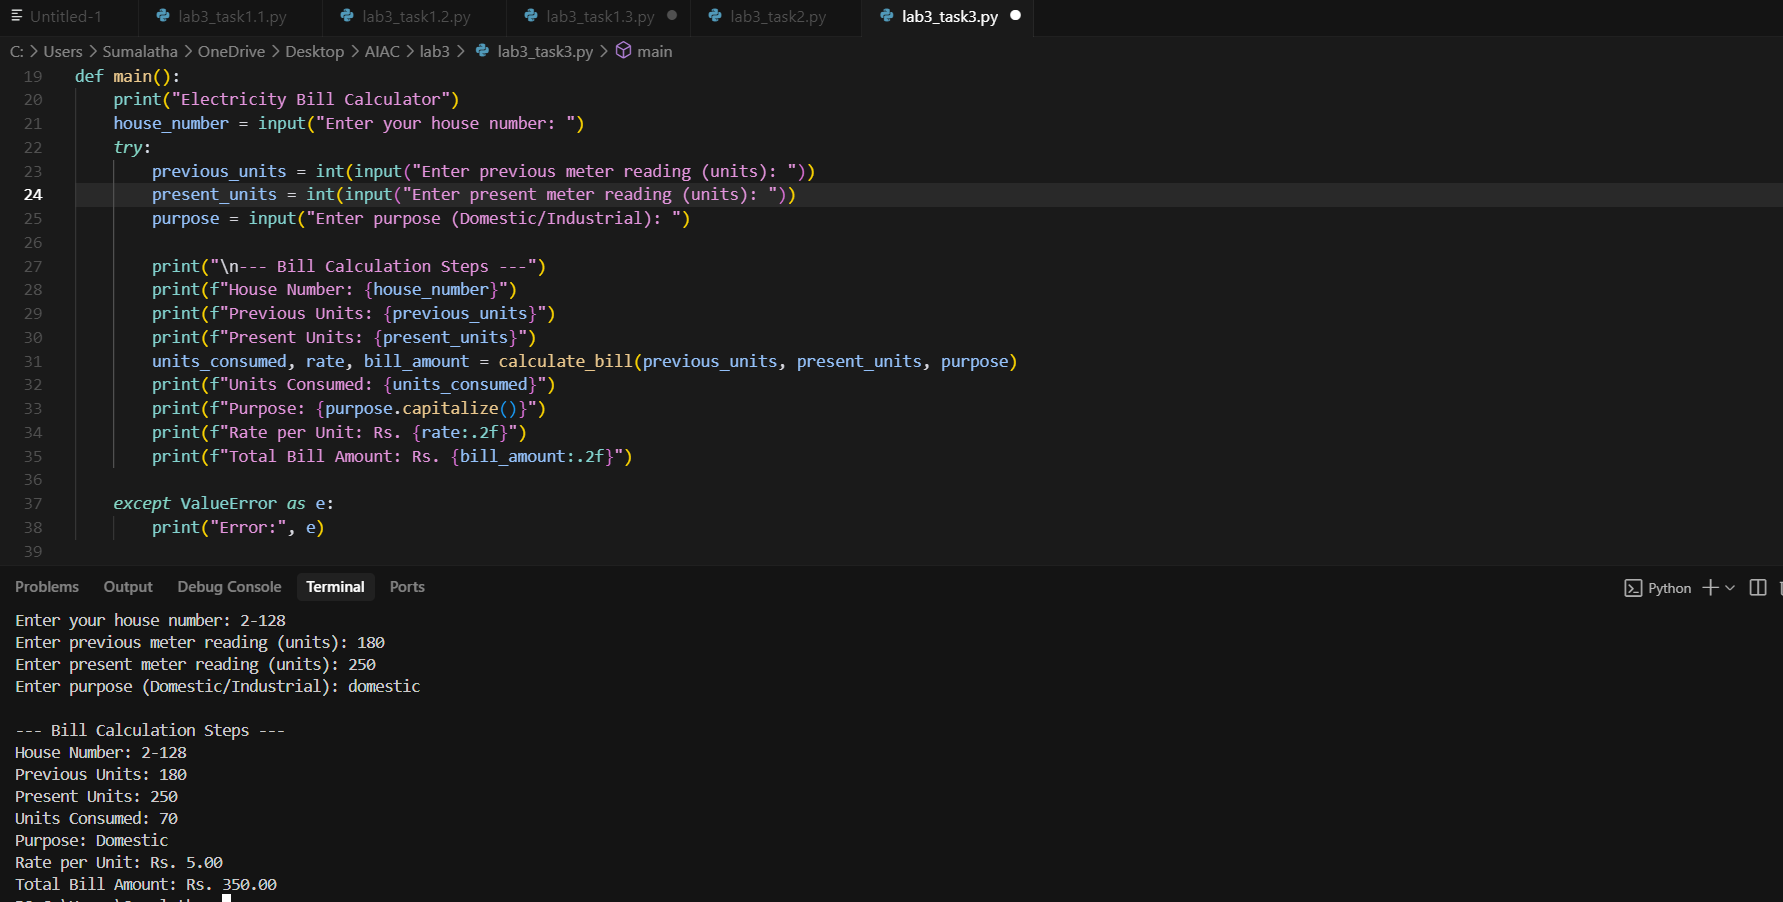 Untitled-1 lab3_task1.1.py lab3_task1.2.py lab3_task1.3.py lab3_task2.py lab3_task3.py
C: > Users > Sumalatha > OneDrive > Desktop > AIAC > lab3 > lab3_task3.py > main
19 def main():
20     print("Electricity Bill Calculator")
21     house_number = input("Enter your house number: ")
22     try:
23         previous_units = int(input("Enter previous meter reading (units): "))
24         present_units = int(input("Enter present meter reading (units): "))
25         purpose = input("Enter purpose (Domestic/Industrial): ")
26
27         print("\n--- Bill Calculation Steps ---")
28         print(f"House Number: {house_number}")
29         print(f"Previous Units: {previous_units}")
30         print(f"Present Units: {present_units}")
31         units_consumed, rate, bill_amount = calculate_bill(previous_units, present_units, purpose)
32         print(f"Units Consumed: {units_consumed}")
33         print(f"Purpose: {purpose.capitalize()}")
34         print(f"Rate per Unit: Rs. {rate:.2f}")
35         print(f"Total Bill Amount: Rs. {bill_amount:.2f}")
36
37     except ValueError as e:
38         print("Error:", e)
39
Problems Output Debug Console Terminal Ports Python
Enter your house number: 2-128
Enter previous meter reading (units): 180
Enter present meter reading (units): 250
Enter purpose (Domestic/Industrial): domestic
--- Bill Calculation Steps ---
House Number: 2-128
Previous Units: 180
Present Units: 250
Units Consumed: 70
Purpose: Domestic
Rate per Unit: Rs. 5.00
Total Bill Amount: Rs. 350.00